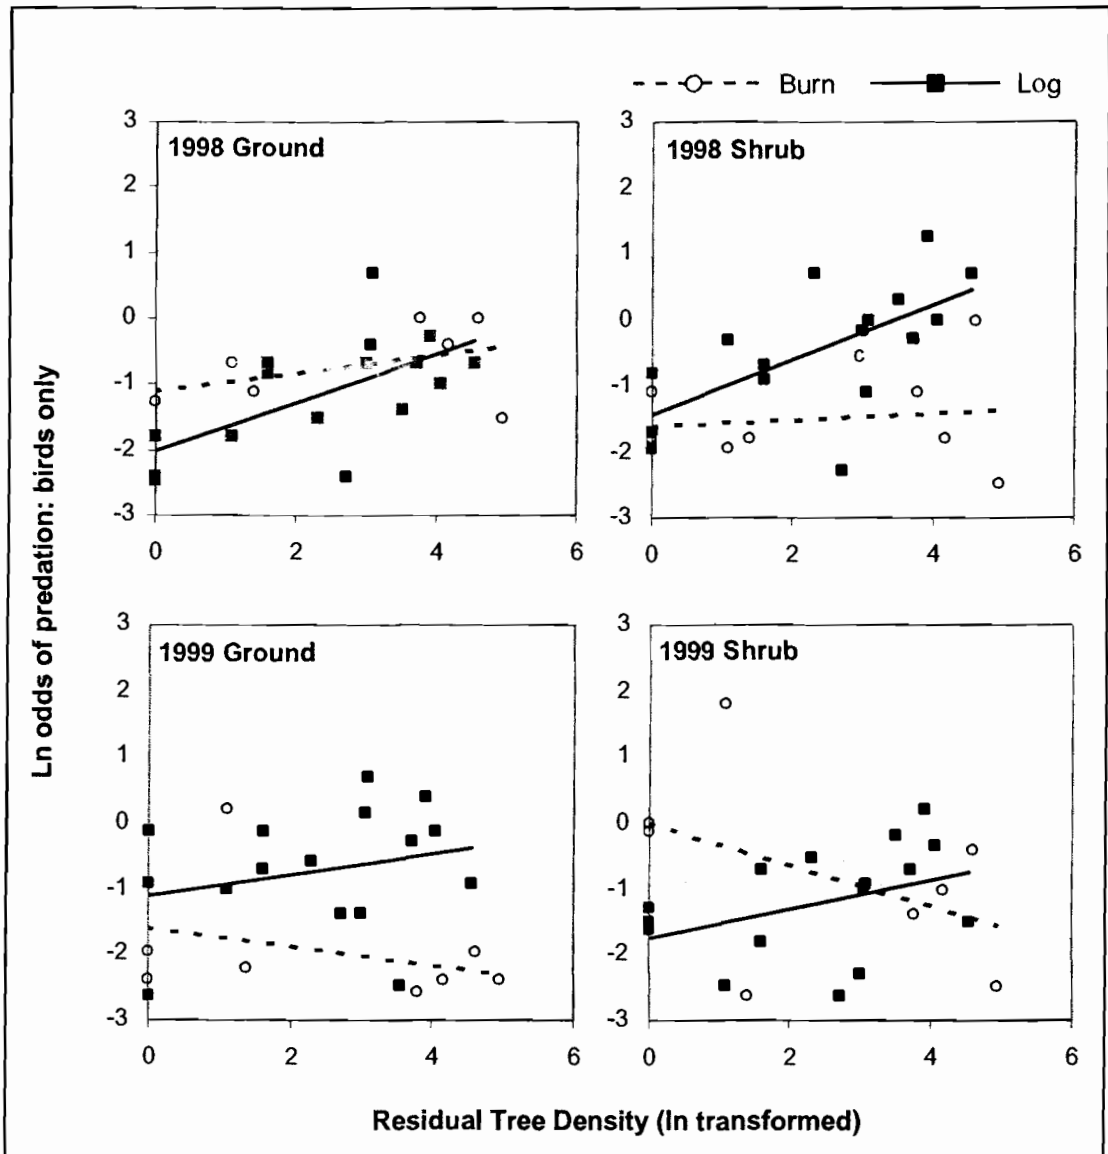 Burn Log
1998 Ground
3
2
1
0
-1
-2
-3
0 2 4 6
1998 Shrub
3
2
1
0
-1
-2
-3
0 2 4 6
1999 Ground
3
2
1
0
-1
-2
-3
0 2 4 6
1999 Shrub
3
2
1
0
-1
-2
-3
0 2 4 6
Ln odds of predation: birds only
Residual Tree Density (ln transformed)